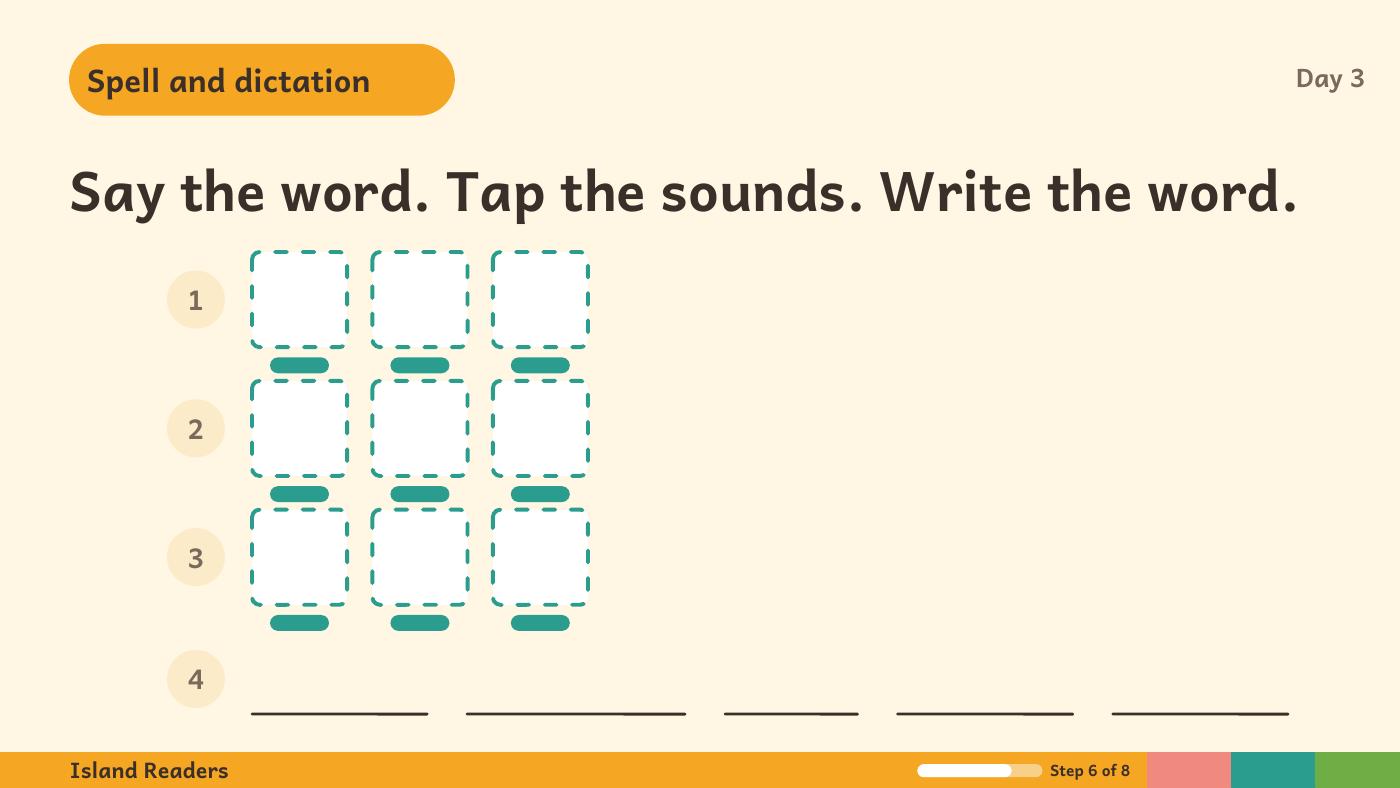 Spell and dictation
Day 3
Say the word. Tap the sounds. Write the word.
1
2
3
4
Island Readers
Step 6 of 8